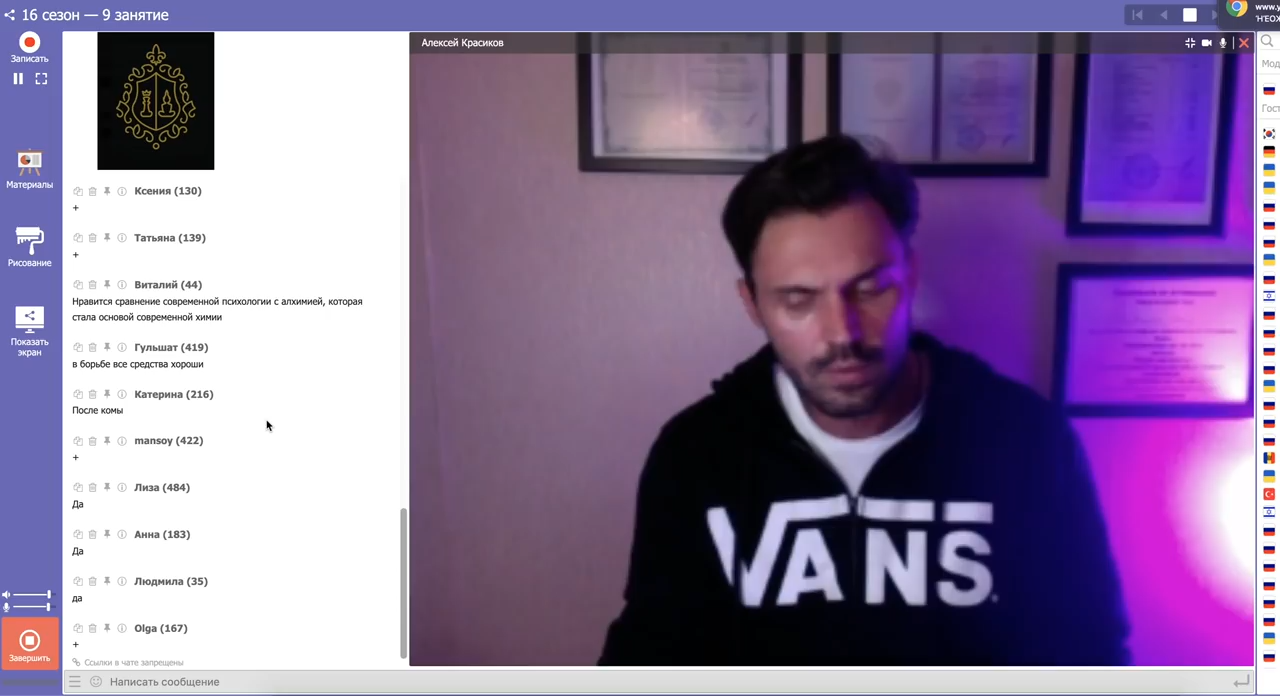 16 сезон — 9 занятие
www.y
Записать
Материалы
Рисование
Показать
экран
Завершить
Ксения (130)
+
Татьяна (139)
+
Виталий (44)
Нравится сравнение современной психологии с алхимией, которая
стала основой современной химии
Гульшат (419)
в борьбе все средства хороши
Катерина (216)
После комы
mansoy (422)
+
Лиза (484)
Да
Анна (183)
Да
Людмила (35)
да
Olga (167)
+
Ссылки в чате запрещены
Написать сообщение
Алексей Красиков
VANS
Мод
Гост